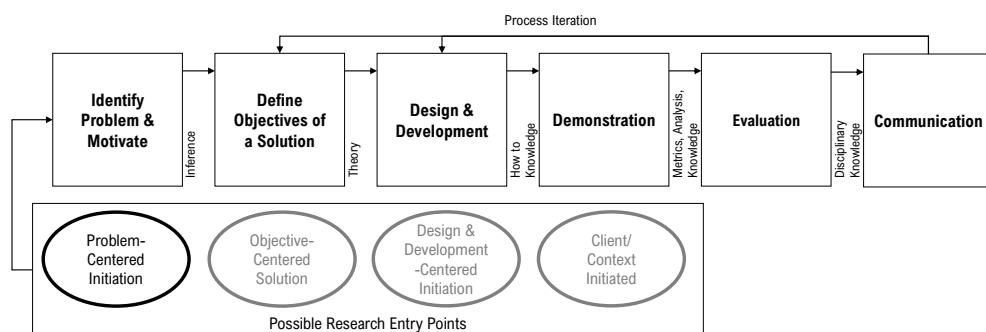 Process Iteration
Identify
Problem &
Motivate
Inference
Define
Objectives of
a Solution
Theory
Design &
Development
How to
Knowledge
Demonstration
Metrics, Analysis,
Knowledge
Evaluation
Disciplinary
Knowledge
Communication
Problem-
Centered
Initiation
Objective-
Centered
Solution
Design &
Development
-Centered
Initiation
Client/
Context
Initiated
Possible Research Entry Points